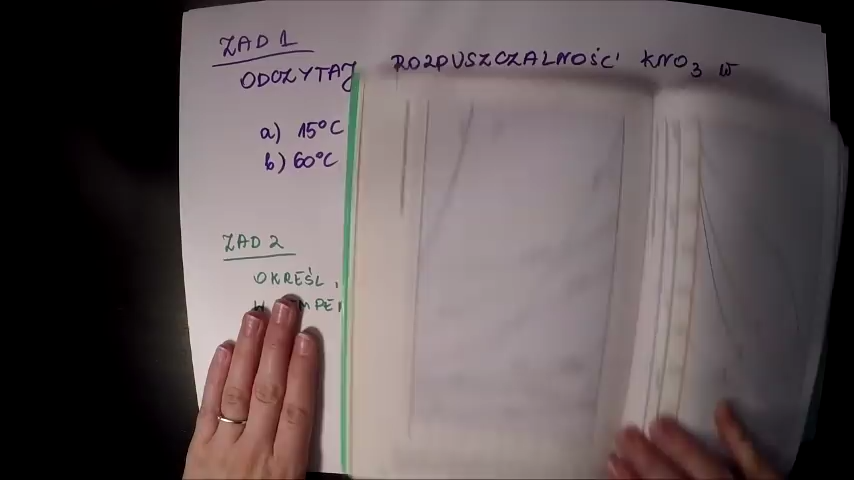 ZAD 1
ODCZYTAJ ROZPUSZCZALNOŚĆ KNO3 W
a) 15°C
b) 60°C
ZAD 2
OKREŚL